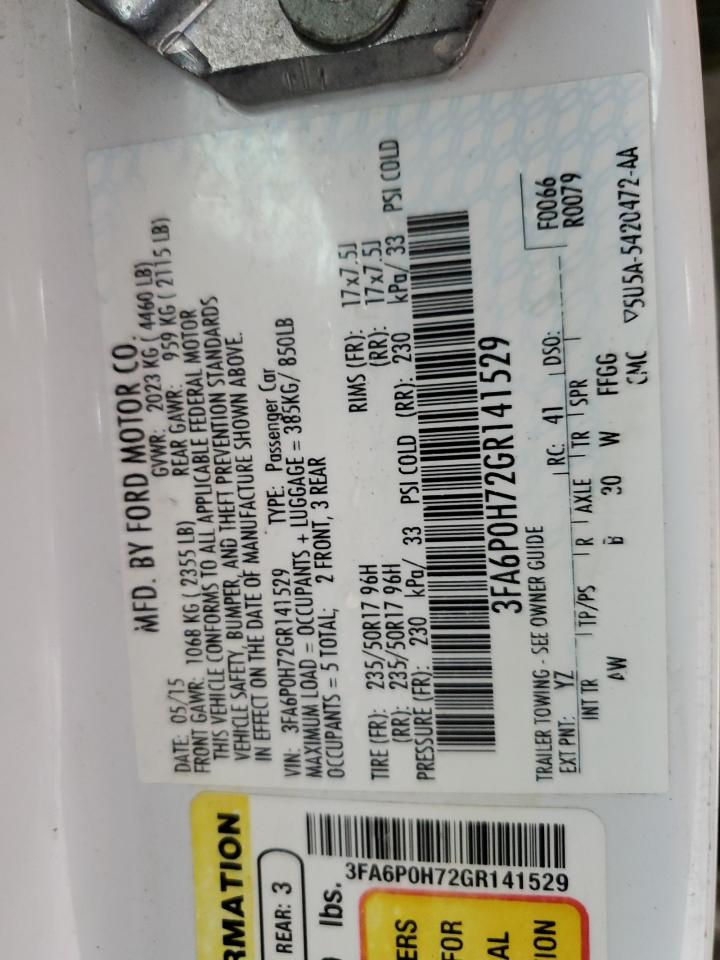 MFD. BY FORD MOTOR CO.
DATE: 05/15 GVWR: 2023 KG ( 4460 LB)
FRONT GAWR: 1068 KG ( 2355 LB) REAR GAWR: 959 KG ( 2115 LB)
THIS VEHICLE CONFORMS TO ALL APPLICABLE FEDERAL MOTOR
VEHICLE SAFETY, BUMPER, AND THEFT PREVENTION STANDARDS
IN EFFECT ON THE DATE OF MANUFACTURE SHOWN ABOVE.
VIN: 3FA6P0H72GR141529 TYPE: Passenger Car
MAXIMUM LOAD = OCCUPANTS + LUGGAGE = 385KG/ 850LB
OCCUPANTS = 5 TOTAL; 2 FRONT, 3 REAR
TIRE (FR): 235/50R17 96H RIMS (FR): 17x7.5J
(RR): 235/50R17 96H (RR): 17x7.5J
PRESSURE (FR): 230 kPa/ 33 PSI COLD (RR): 230 kPa/ 33 PSI COLD
3FA6P0H72GR141529
TRAILER TOWING - SEE OWNER GUIDE
F0066
R0079
EXT PNT: YZ RC: 41 DSO:
INT TR TP/PS R AXLE TR SPR
AW B 30 W FFGG
CMC
▽5U5A-5420472-AA
RMATION
REAR: 3
lbs.
3FA6P0H72GR141529
ERS
FOR
AL
ION